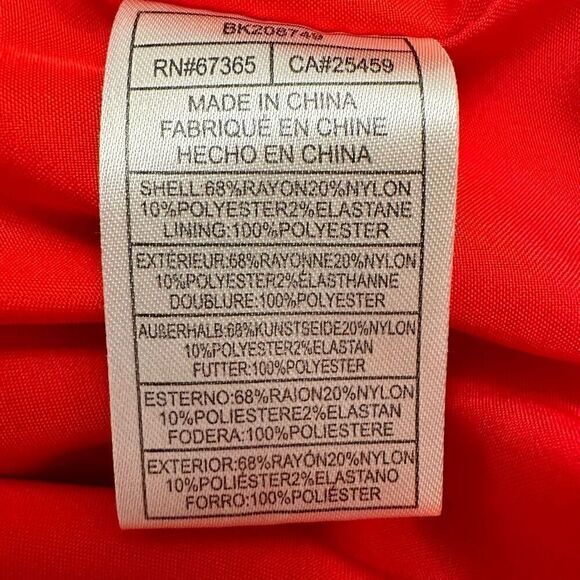 BK208749
RN#67365 CA#25459
MADE IN CHINA
FABRIQUÉ EN CHINE
HECHO EN CHINA
SHELL:68%RAYON20%NYLON
10%POLYESTER2%ELASTANE
LINING:100%POLYESTER
EXTÉRIEUR:68%RAYONNE20%NYLON
10%POLYESTER2%ÉLASTHANNE
DOUBLURE:100%POLYESTER
AUßERHALB:68%KUNSTSEIDE20%NYLON
10%POLYESTER2%ELASTAN
FUTTER:100%POLYESTER
ESTERNO:68%RAION20%NYLON
10%POLIESTERE2%ELASTAN
FODERA:100%POLIESTERE
EXTERIOR:68%RAYÓN20%NYLON
10%POLIÉSTER2%ELASTANO
FORRO:100%POLIÉSTER